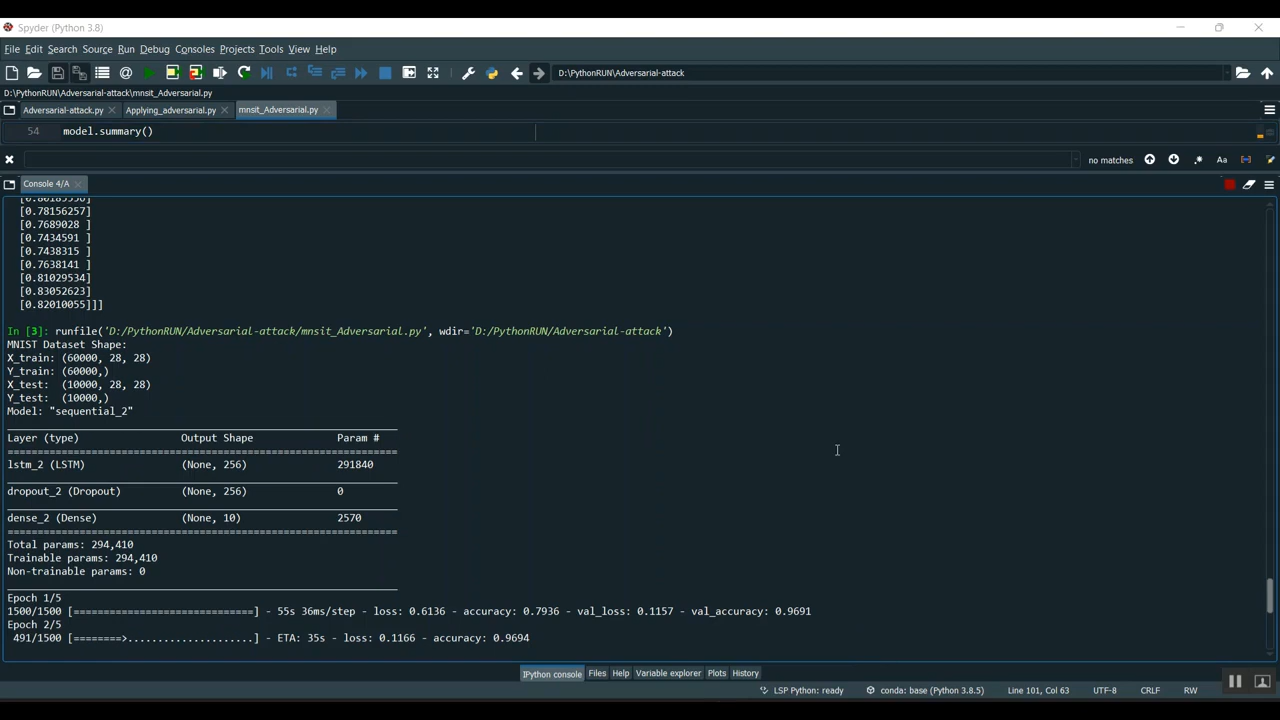 Spyder (Python 3.8)
File Edit Search Source Run Debug Consoles Projects Tools View Help
D:\PythonRUN\Adversarial-attack
D:\PythonRUN\Adversarial-attack\mnsit_Adversarial.py
Adversarial-attack.py Applying_adversarial.py mnsit_Adversarial.py
54 model.summary()
no matches .* Aa
Console 4/A
[0.78156257]
[0.7689028 ]
[0.7434591 ]
[0.7438315 ]
[0.7638141 ]
[0.81029534]
[0.83052623]
[0.82010055]]]
In [3]: runfile('D:/PythonRUN/Adversarial-attack/mnsit_Adversarial.py', wdir='D:/PythonRUN/Adversarial-attack')
MNIST Dataset Shape:
X_train: (60000, 28, 28)
Y_train: (60000,)
X_test:  (10000, 28, 28)
Y_test:  (10000,)
Model: "sequential_2"
Layer (type) Output Shape Param #
=================================================================
lstm_2 (LSTM) (None, 256) 291840
dropout_2 (Dropout) (None, 256) 0
dense_2 (Dense) (None, 10) 2570
=================================================================
Total params: 294,410
Trainable params: 294,410
Non-trainable params: 0
Epoch 1/5
1500/1500 [==============================] - 55s 36ms/step - loss: 0.6136 - accuracy: 0.7936 - val_loss: 0.1157 - val_accuracy: 0.9691
Epoch 2/5
491/1500 [========>.....................] - ETA: 35s - loss: 0.1166 - accuracy: 0.9694
IPython console Files Help Variable explorer Plots History
LSP Python: ready conda: base (Python 3.8.5) Line 101, Col 63 UTF-8 CRLF RW